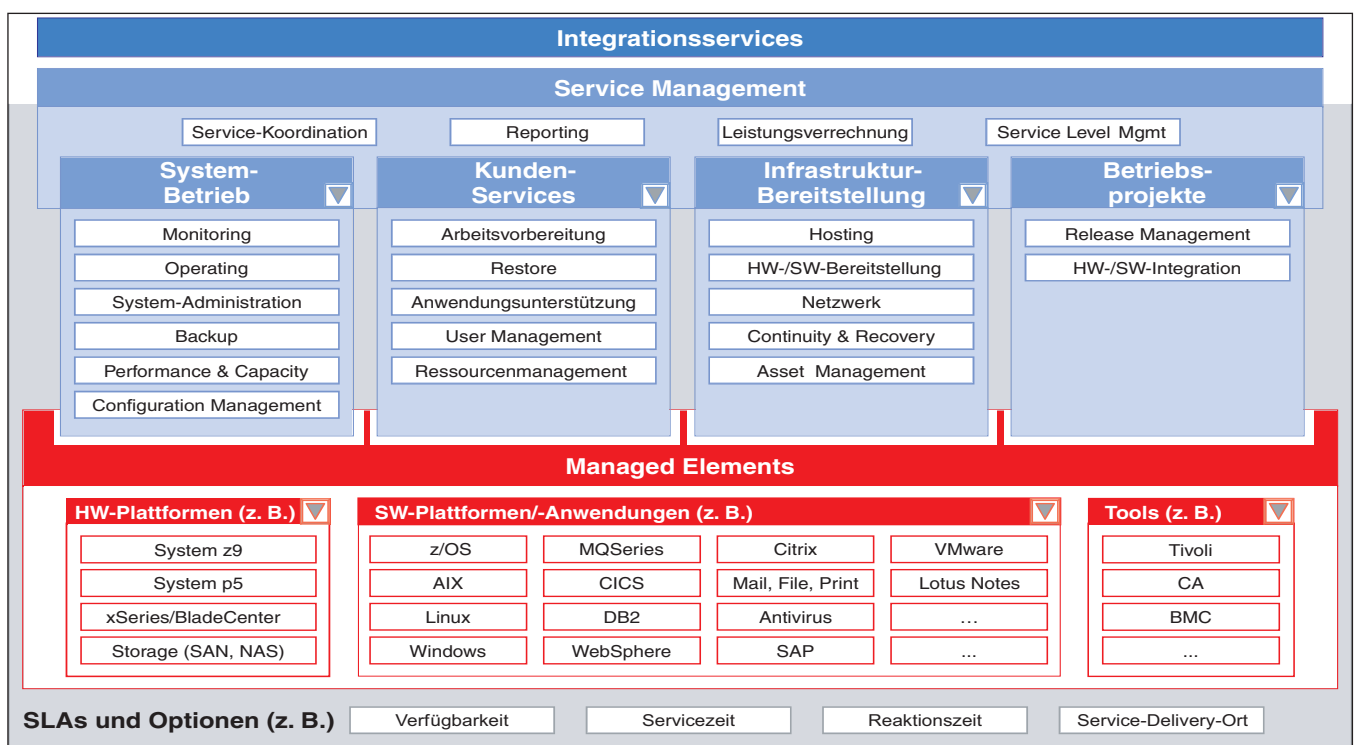 Integrationsservices
Service Management
Service-Koordination
Reporting
Leistungsverrechnung
Service Level Mgmt
System-
Betrieb
Monitoring
Operating
System-Administration
Backup
Performance & Capacity
Configuration Management
Kunden-
Services
Arbeitsvorbereitung
Restore
Anwendungsunterstützung
User Management
Ressourcenmanagement
Infrastruktur-
Bereitstellung
Hosting
HW-/SW-Bereitstellung
Netzwerk
Continuity & Recovery
Asset Management
Betriebs-
projekte
Release Management
HW-/SW-Integration
Managed Elements
HW-Plattformen (z. B.)
System z9
System p5
xSeries/BladeCenter
Storage (SAN, NAS)
SW-Plattformen/-Anwendungen (z. B.)
z/OS
AIX
Linux
Windows
MQSeries
CICS
DB2
WebSphere
Citrix
Mail, File, Print
Antivirus
SAP
VMware
Lotus Notes
...
...
Tools (z. B.)
Tivoli
CA
BMC
...
SLAs und Optionen (z. B.)
Verfügbarkeit
Servicezeit
Reaktionszeit
Service-Delivery-Ort